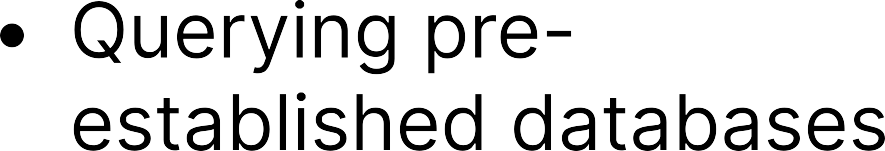 • Querying pre-
established databases